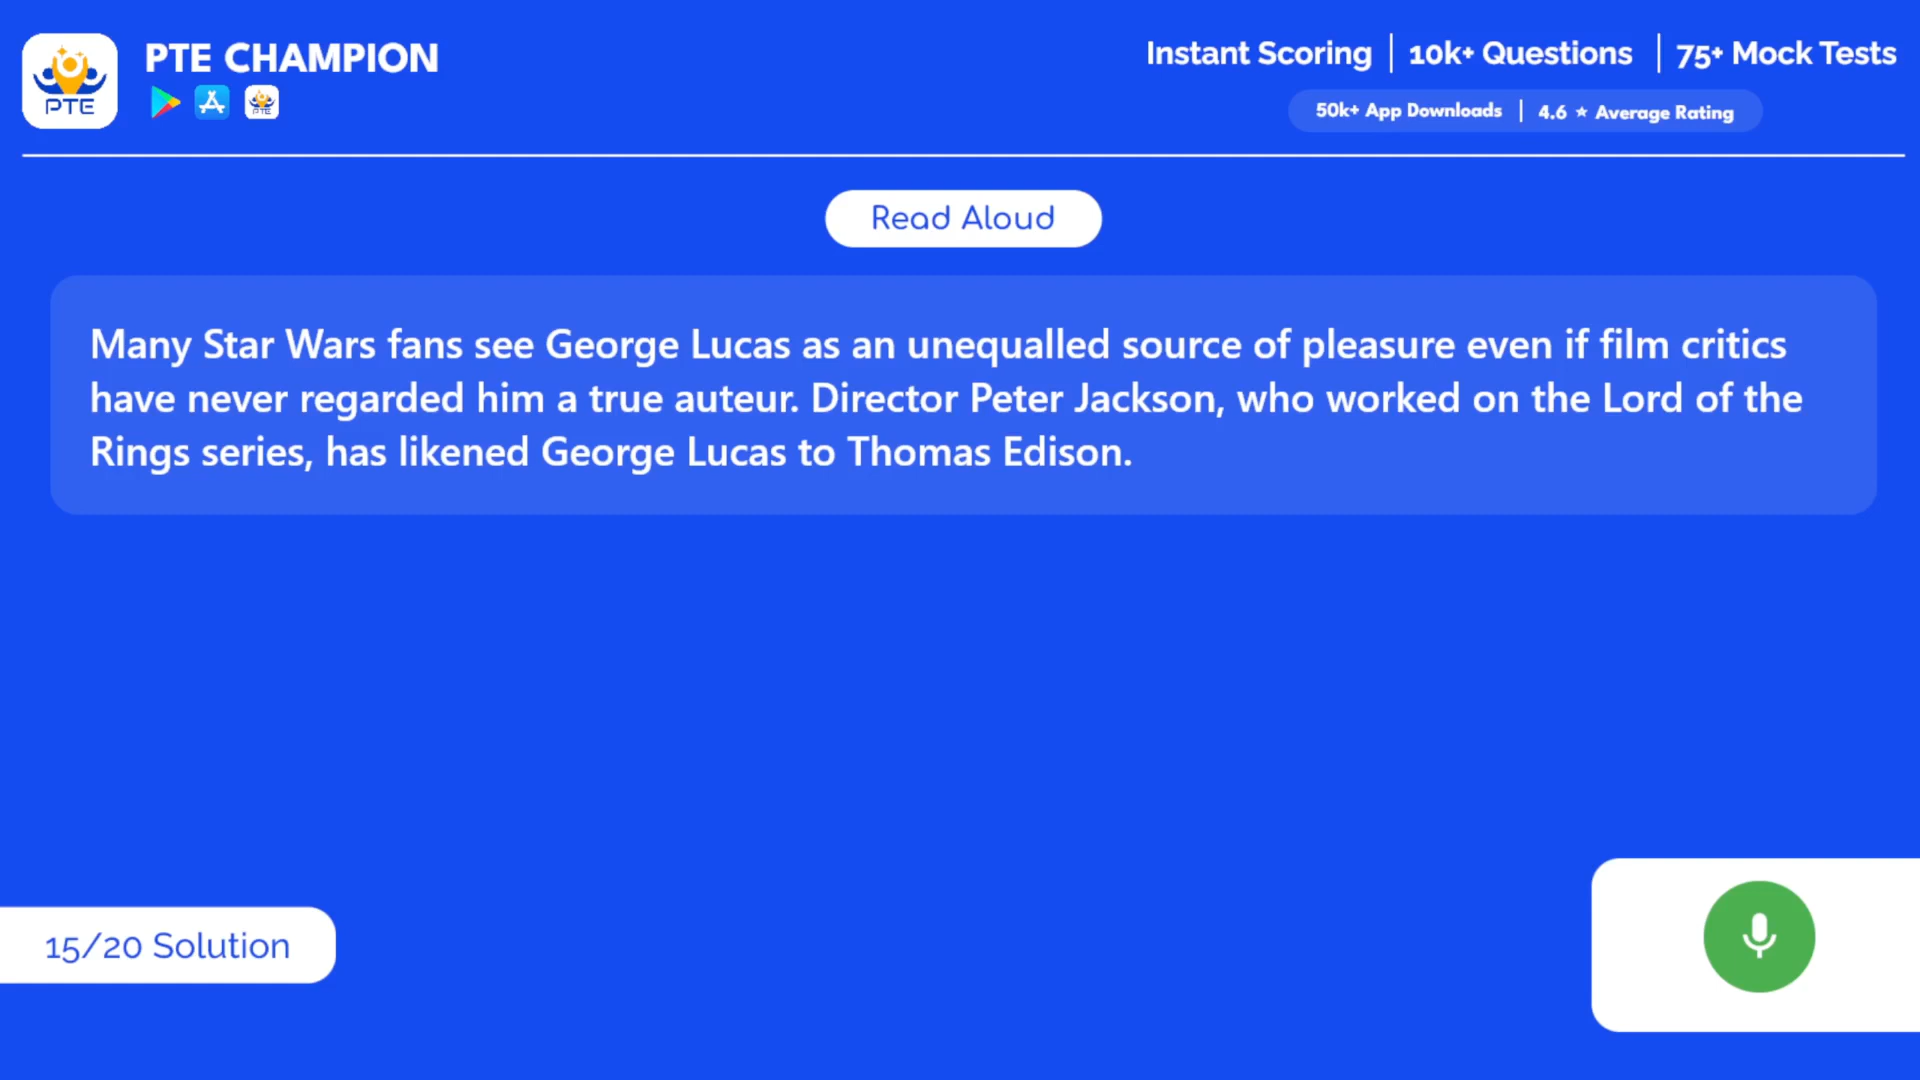 PTE CHAMPION
PTE
PTE
Instant Scoring | 10k+ Questions | 75+ Mock Tests
50k+ App Downloads | 4.6 ★ Average Rating
Read Aloud
Many Star Wars fans see George Lucas as an unequalled source of pleasure even if film critics
have never regarded him a true auteur. Director Peter Jackson, who worked on the Lord of the
Rings series, has likened George Lucas to Thomas Edison.
15/20 Solution